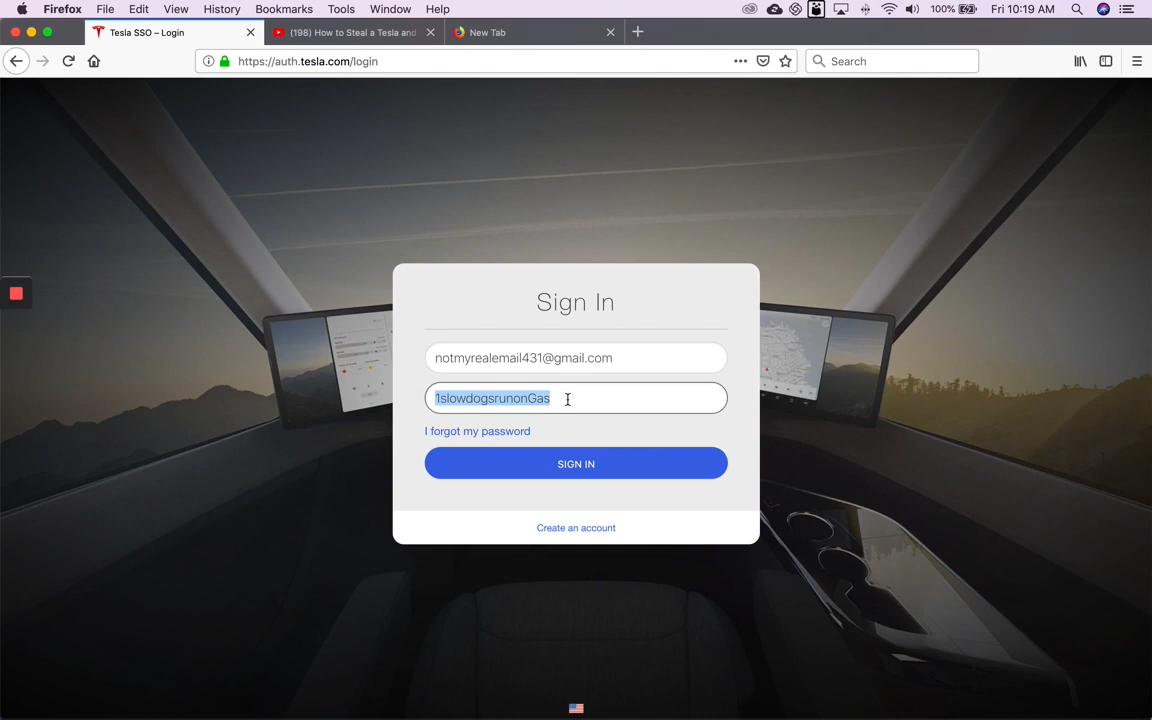 Firefox File Edit View History Bookmarks Tools Window Help 100% Fri 10:19 AM
Tesla SSO – Login (198) How to Steal a Tesla and New Tab
https://auth.tesla.com/login Search
Sign In
notmyrealemail431@gmail.com
1slowdogsrunonGas
I forgot my password
SIGN IN
Create an account